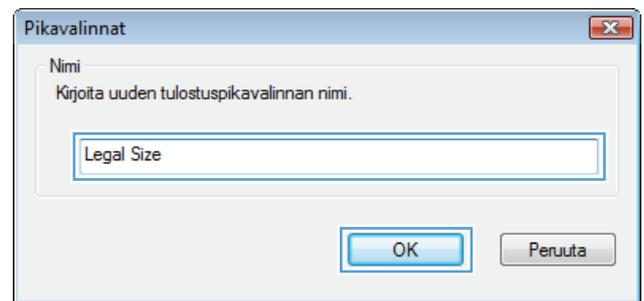 Pikavalinnat
Nimi
Kirjoita uuden tulostuspikavalinnan nimi.
Legal Size
OK
Peruuta